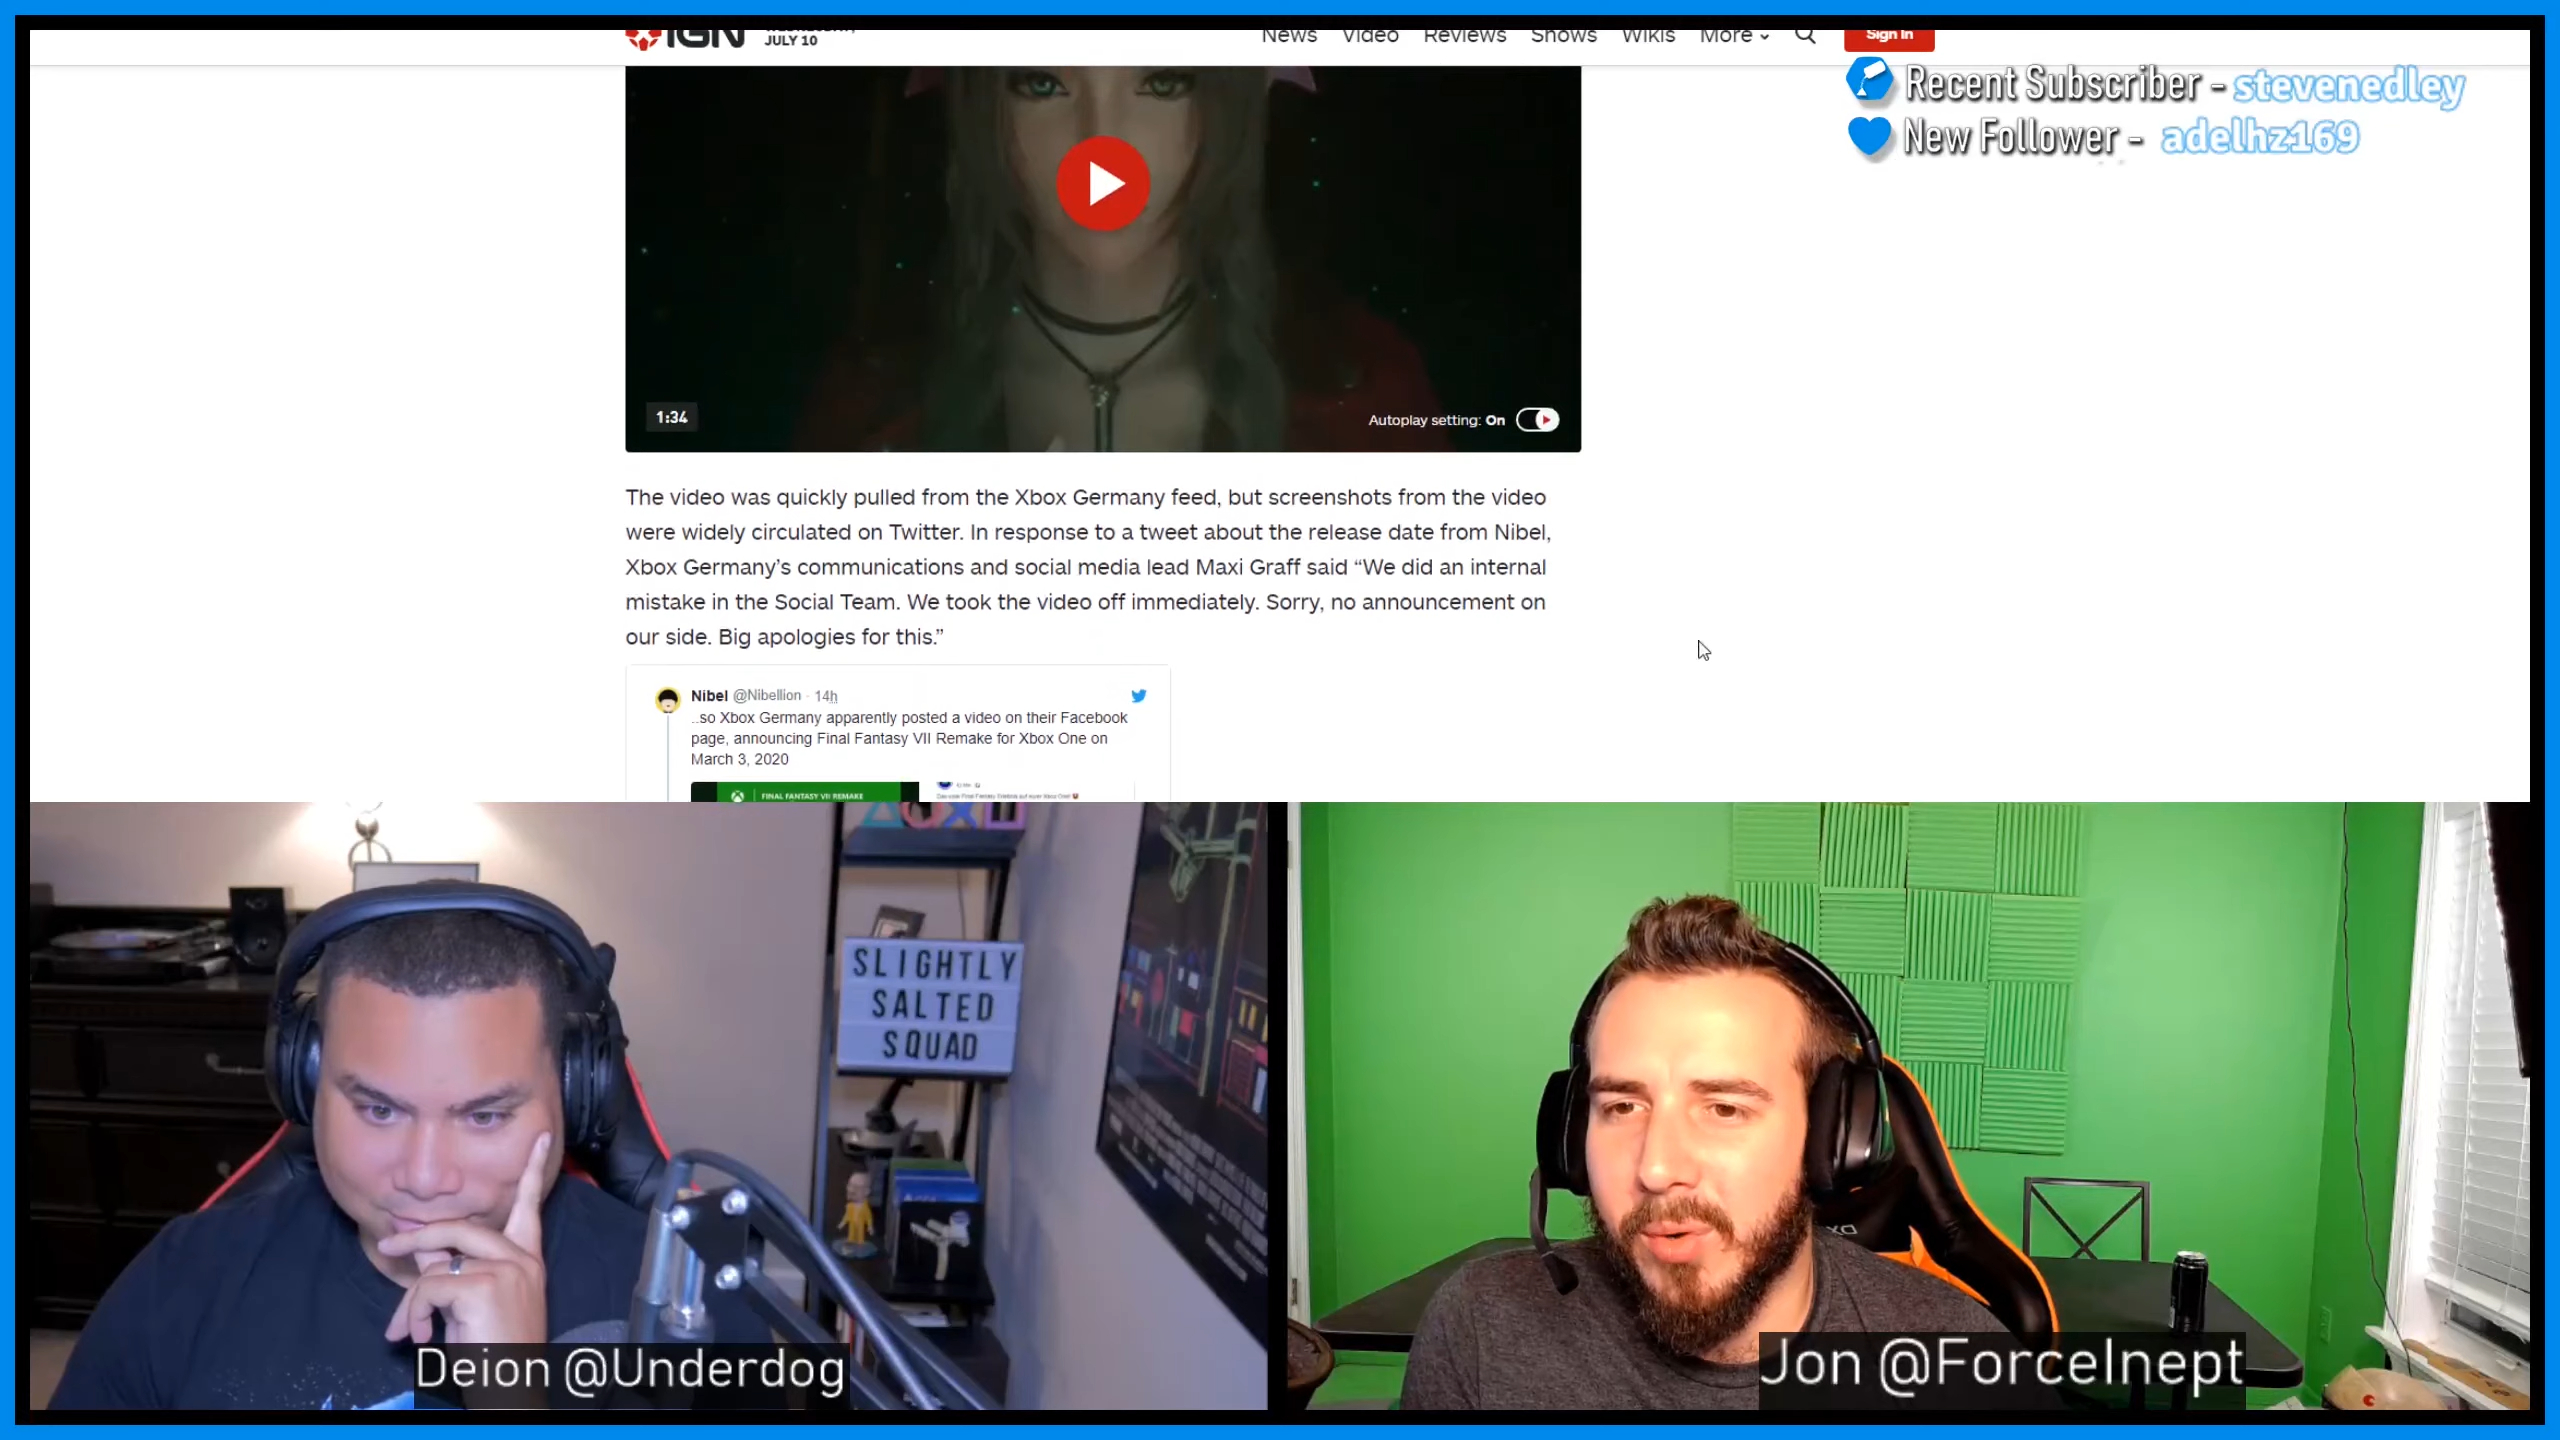 IGN
JULY 10
News Video Reviews Shows Wikis More
Sign In
Recent Subscriber - stevenedley
New Follower - adelhz169
1:34
Autoplay setting: On
The video was quickly pulled from the Xbox Germany feed, but screenshots from the video
were widely circulated on Twitter. In response to a tweet about the release date from Nibel,
Xbox Germany’s communications and social media lead Maxi Graff said “We did an internal
mistake in the Social Team. We took the video off immediately. Sorry, no announcement on
our side. Big apologies for this.”
Nibel @Nibellion · 14h
..so Xbox Germany apparently posted a video on their Facebook
page, announcing Final Fantasy VII Remake for Xbox One on
March 3, 2020
FINAL FANTASY VII REMAKE
SLIGHTLY
SALTED
SQUAD
Deion @Underdog
Jon @ForceInept